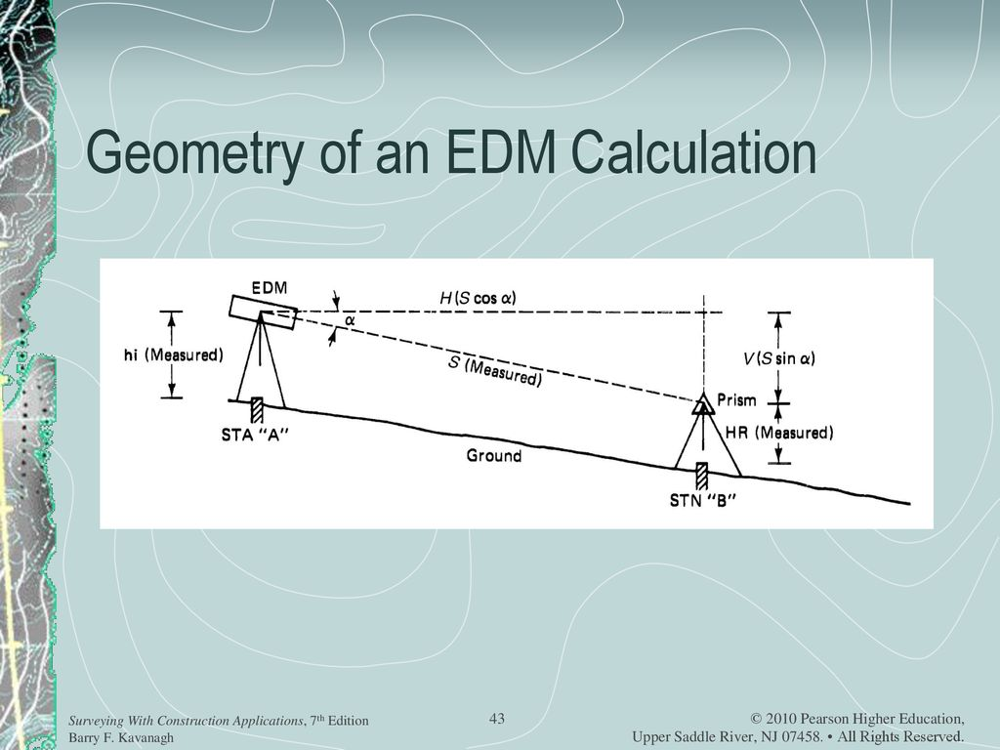 Geometry of an EDM Calculation
EDM
H (S cos α)
α
hi (Measured)
S (Measured)
V (S sin α)
Prism
HR (Measured)
STA "A"
Ground
STN "B"
Surveying With Construction Applications, 7th Edition
Barry F. Kavanagh
43
© 2010 Pearson Higher Education,
Upper Saddle River, NJ 07458. • All Rights Reserved.